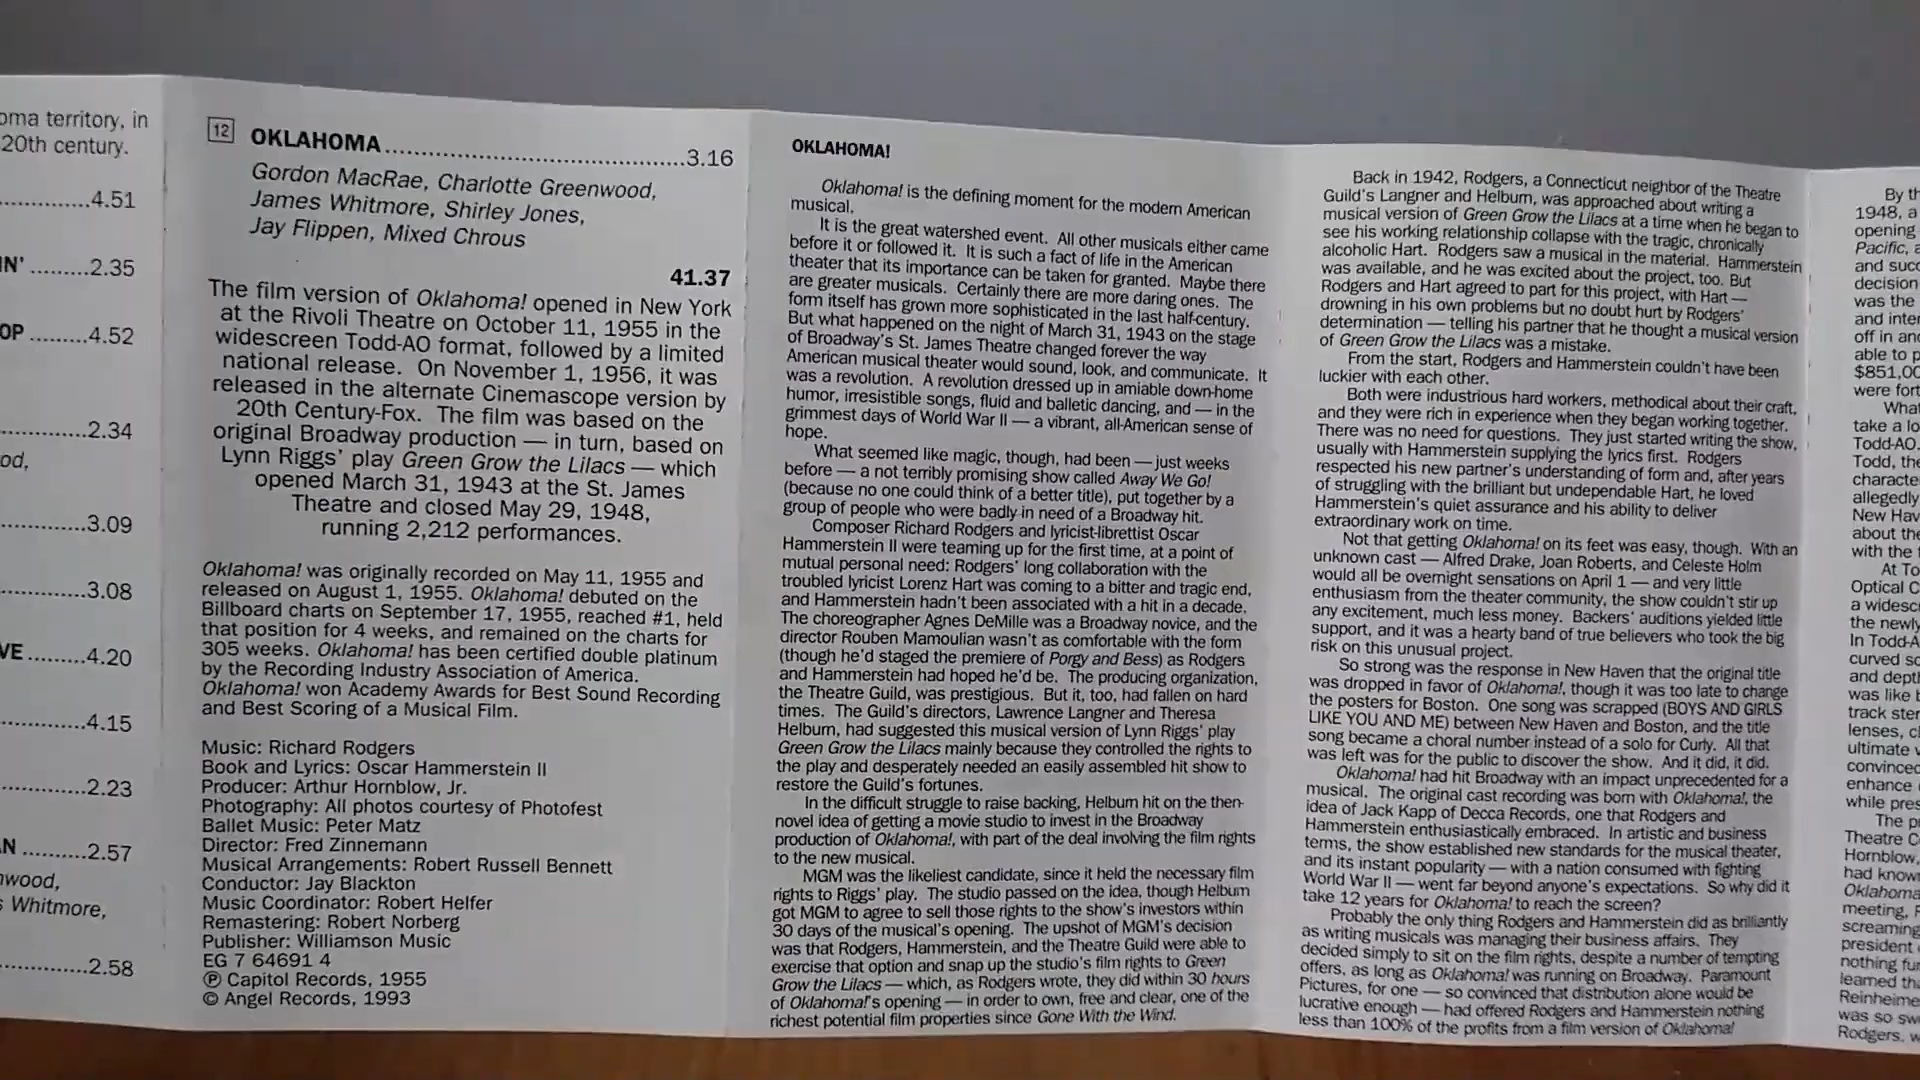 oma territory, in
20th century.
..........4.51
IN' .........2.35
OP .........4.52
..........2.34
od,
..........3.09
..........3.08
VE.........4.20
..........4.15
..........2.23
N ..........2.57
nwood,
s Whitmore,
..........2.58
12 OKLAHOMA..........3.16
Gordon MacRae, Charlotte Greenwood,
James Whitmore, Shirley Jones,
Jay Flippen, Mixed Chrous
41.37
The film version of Oklahoma! opened in New York
at the Rivoli Theatre on October 11, 1955 in the
widescreen Todd-AO format, followed by a limited
national release. On November 1, 1956, it was
released in the alternate Cinemascope version by
20th Century-Fox. The film was based on the
original Broadway production — in turn, based on
Lynn Riggs' play Green Grow the Lilacs — which
opened March 31, 1943 at the St. James
Theatre and closed May 29, 1948,
running 2,212 performances.
Oklahoma! was originally recorded on May 11, 1955 and
released on August 1, 1955. Oklahoma! debuted on the
Billboard charts on September 17, 1955, reached #1, held
that position for 4 weeks, and remained on the charts for
305 weeks. Oklahoma! has been certified double platinum
by the Recording Industry Association of America.
Oklahoma! won Academy Awards for Best Sound Recording
and Best Scoring of a Musical Film.
Music: Richard Rodgers
Book and Lyrics: Oscar Hammerstein II
Producer: Arthur Hornblow, Jr.
Photography: All photos courtesy of Photofest
Ballet Music: Peter Matz
Director: Fred Zinnemann
Musical Arrangements: Robert Russell Bennett
Conductor: Jay Blackton
Music Coordinator: Robert Helfer
Remastering: Robert Norberg
Publisher: Williamson Music
EG 7 64691 4
℗ Capitol Records, 1955
© Angel Records, 1993
OKLAHOMA!
Oklahoma! is the defining moment for the modern American
musical.
It is the great watershed event. All other musicals either came
before it or followed it. It is such a fact of life in the American
theater that its importance can be taken for granted. Maybe there
are greater musicals. Certainly there are more daring ones. The
form itself has grown more sophisticated in the last half-century.
But what happened on the night of March 31, 1943 on the stage
of Broadway's St. James Theatre changed forever the way
American musical theater would sound, look, and communicate. It
was a revolution. A revolution dressed up in amiable down-home
humor, irresistible songs, fluid and balletic dancing, and — in the
grimmest days of World War II — a vibrant, all-American sense of
hope.
What seemed like magic, though, had been — just weeks
before — a not terribly promising show called Away We Go!
(because no one could think of a better title), put together by a
group of people who were badly in need of a Broadway hit.
Composer Richard Rodgers and lyricist-librettist Oscar
Hammerstein II were teaming up for the first time, at a point of
mutual personal need: Rodgers' long collaboration with the
troubled lyricist Lorenz Hart was coming to a bitter and tragic end,
and Hammerstein hadn't been associated with a hit in a decade.
The choreographer Agnes DeMille was a Broadway novice, and the
director Rouben Mamoulian wasn't as comfortable with the form
(though he'd staged the premiere of Porgy and Bess) as Rodgers
and Hammerstein had hoped he'd be. The producing organization,
the Theatre Guild, was prestigious. But it, too, had fallen on hard
times. The Guild's directors, Lawrence Langner and Theresa
Helburn, had suggested this musical version of Lynn Riggs' play
Green Grow the Lilacs mainly because they controlled the rights to
the play and desperately needed an easily assembled hit show to
restore the Guild's fortunes.
In the difficult struggle to raise backing, Helburn hit on the then-
novel idea of getting a movie studio to invest in the Broadway
production of Oklahoma!, with part of the deal involving the film rights
to the new musical.
MGM was the likeliest candidate, since it held the necessary film
rights to Riggs' play. The studio passed on the idea, though Helburn
got MGM to agree to sell those rights to the show's investors within
30 days of the musical's opening. The upshot of MGM's decision
was that Rodgers, Hammerstein, and the Theatre Guild were able to
exercise that option and snap up the studio's film rights to Green
Grow the Lilacs — which, as Rodgers wrote, they did within 30 hours
of Oklahoma!'s opening — in order to own, free and clear, one of the
richest potential film properties since Gone With the Wind.
Back in 1942, Rodgers, a Connecticut neighbor of the Theatre
Guild's Langner and Helburn, was approached about writing a
musical version of Green Grow the Lilacs at a time when he began to
see his working relationship collapse with the tragic, chronically
alcoholic Hart. Rodgers saw a musical in the material. Hammerstein
was available, and he was excited about the project, too. But
Rodgers and Hart agreed to part for this project, with Hart —
drowning in his own problems but no doubt hurt by Rodgers'
determination — telling his partner that he thought a musical version
of Green Grow the Lilacs was a mistake.
From the start, Rodgers and Hammerstein couldn't have been
luckier with each other.
Both were industrious hard workers, methodical about their craft,
and they were rich in experience when they began working together.
There was no need for questions. They just started writing the show,
usually with Hammerstein supplying the lyrics first. Rodgers
respected his new partner's understanding of form and, after years
of struggling with the brilliant but undependable Hart, he loved
Hammerstein's quiet assurance and his ability to deliver
extraordinary work on time.
Not that getting Oklahoma! on its feet was easy, though. With an
unknown cast — Alfred Drake, Joan Roberts, and Celeste Holm
would all be overnight sensations on April 1 — and very little
enthusiasm from the theater community, the show couldn't stir up
any excitement, much less money. Backers' auditions yielded little
support, and it was a hearty band of true believers who took the big
risk on this unusual project.
So strong was the response in New Haven that the original title
was dropped in favor of Oklahoma!, though it was too late to change
the posters for Boston. One song was scrapped (BOYS AND GIRLS
LIKE YOU AND ME) between New Haven and Boston, and the title
song became a choral number instead of a solo for Curly. All that
was left was for the public to discover the show. And it did, it did.
Oklahoma! had hit Broadway with an impact unprecedented for a
musical. The original cast recording was born with Oklahoma!, the
idea of Jack Kapp of Decca Records, one that Rodgers and
Hammerstein enthusiastically embraced. In artistic and business
terms, the show established new standards for the musical theater,
and its instant popularity — with a nation consumed with fighting
World War II — went far beyond anyone's expectations. So why did it
take 12 years for Oklahoma! to reach the screen?
Probably the only thing Rodgers and Hammerstein did as brilliantly
as writing musicals was managing their business affairs. They
decided simply to sit on the film rights, despite a number of tempting
offers, as long as Oklahoma! was running on Broadway. Paramount
Pictures, for one — so convinced that distribution alone would be
lucrative enough — had offered Rodgers and Hammerstein nothing
less than 100% of the profits from a film version of Oklahoma!
By th
1948, a
opening
Pacific, a
and succ
decision
was the
and inter
off in and
able to p
$851,00
were fort
What
take a lo
Todd-AO.
Todd, the
characte
allegedly
New Hav
about the
with the f
At To
Optical C
a widescr
the newly
In Todd-A
curved sc
and depth
was like b
track ster
lenses, c
ultimate v
convinced
enhance
while pres
The p
Theatre C
Hornblow,
had know
Oklahoma
meeting, R
screaming
president
nothing fu
learned tha
Reinheime
was so sw
Rodgers, w